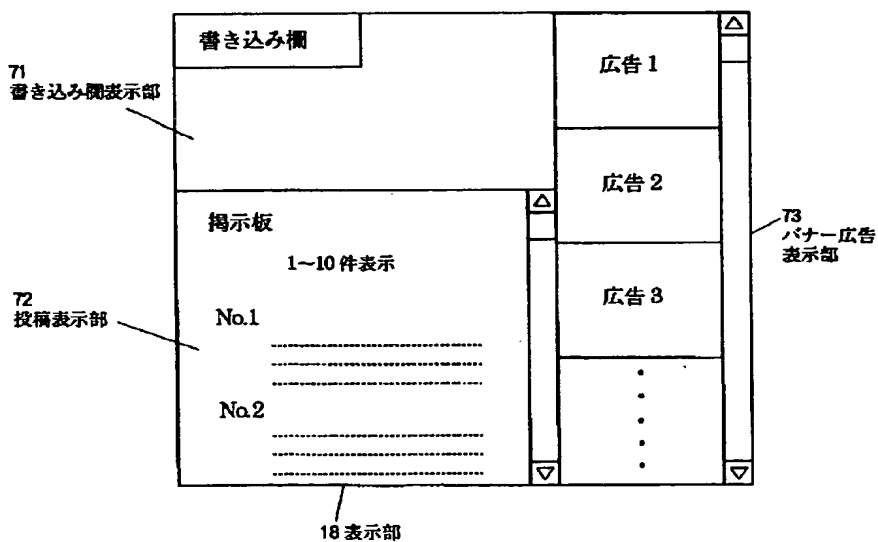 書き込み欄
71
書き込み欄表示部
広告1
広告2
広告3
73
バナー広告
表示部
掲示板
1〜10件表示
72
投稿表示部
No.1
No.2
18 表示部